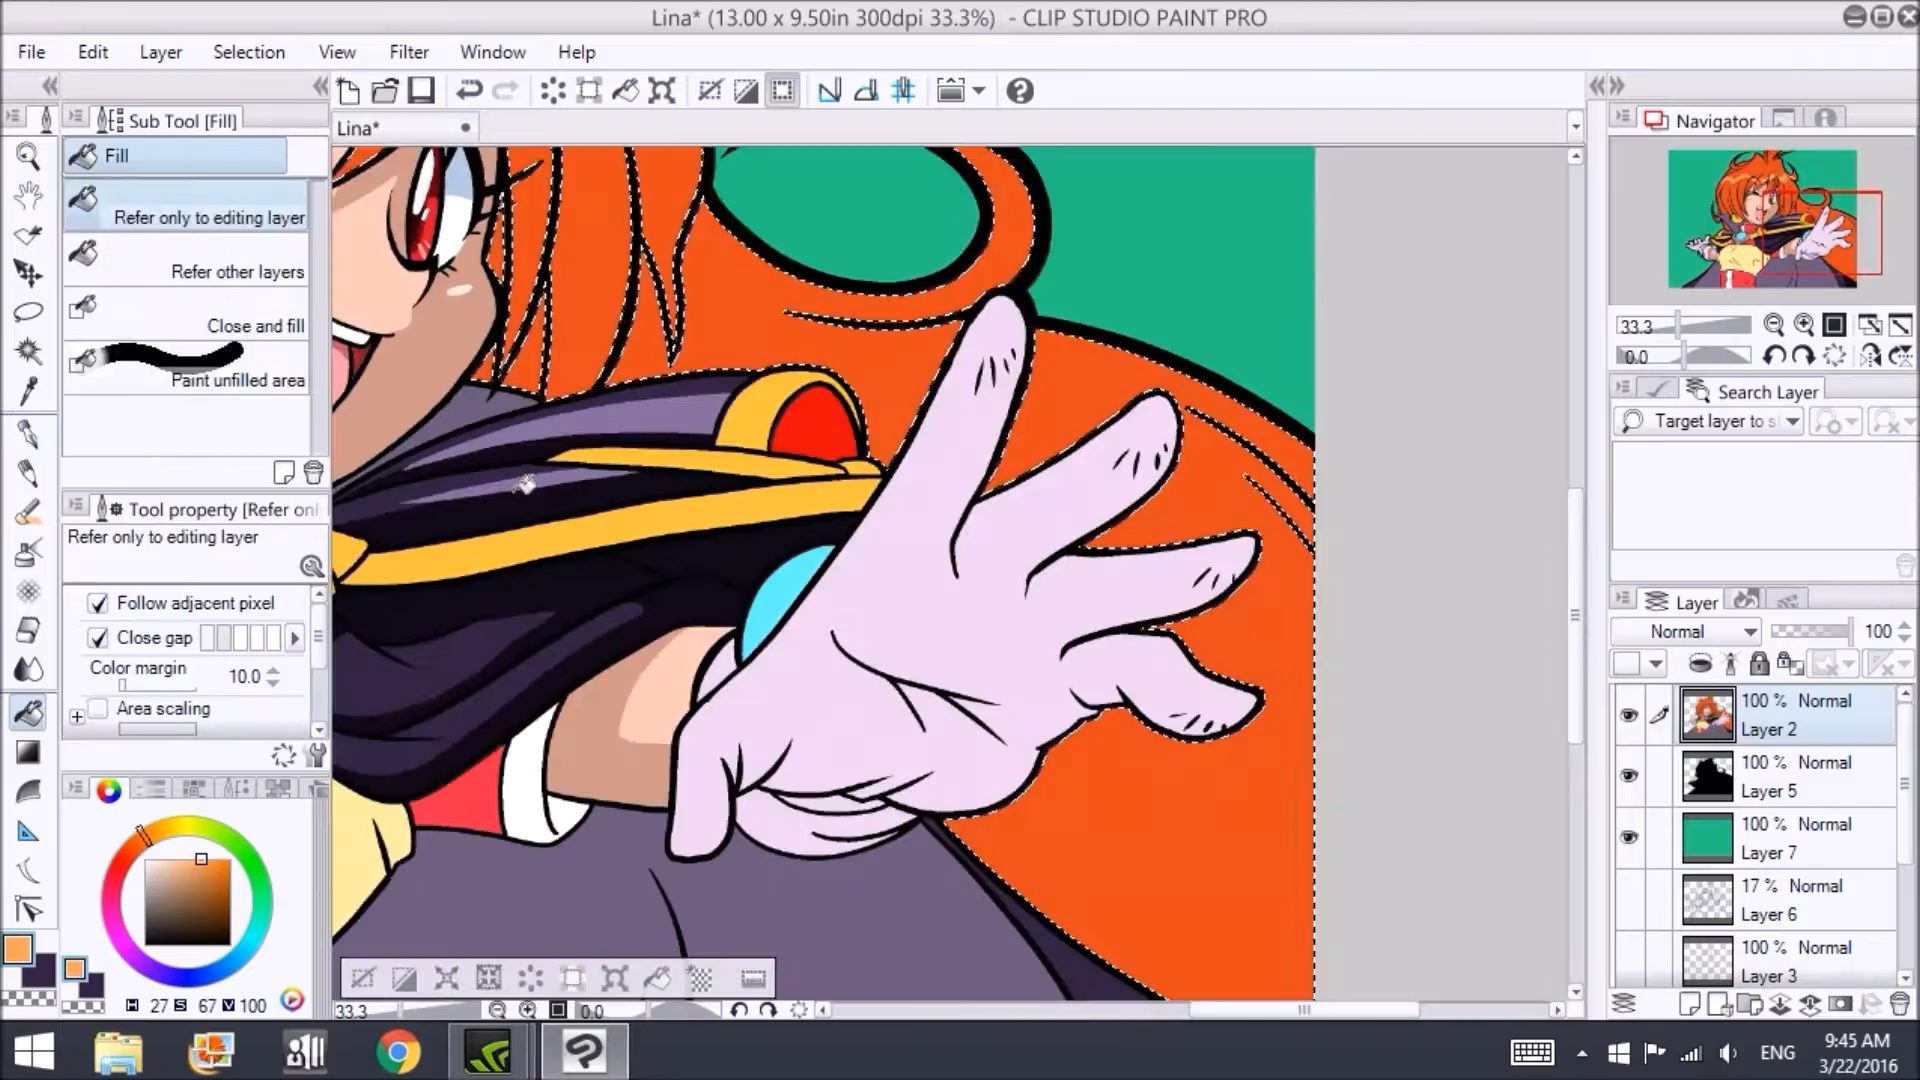 Lina* (13.00 x 9.50in 300dpi 33.3%) - CLIP STUDIO PAINT PRO
File Edit Layer Selection View Filter Window Help
Sub Tool [Fill]
Lina*
Navigator
Fill
Refer only to editing layer
Refer other layers
Close and fill
Paint unfilled area
33.3
0.0
Search Layer
Target layer to s
Tool property [Refer onl
Refer only to editing layer
Follow adjacent pixel
Close gap
Color margin
10.0
Area scaling
Layer
Normal
100
100 % Normal
Layer 2
100 % Normal
Layer 5
100 % Normal
Layer 7
17 % Normal
Layer 6
100 % Normal
Layer 3
H 27 S 67 V 100
33.3
0.0
ENG
9:45 AM
3/22/2016